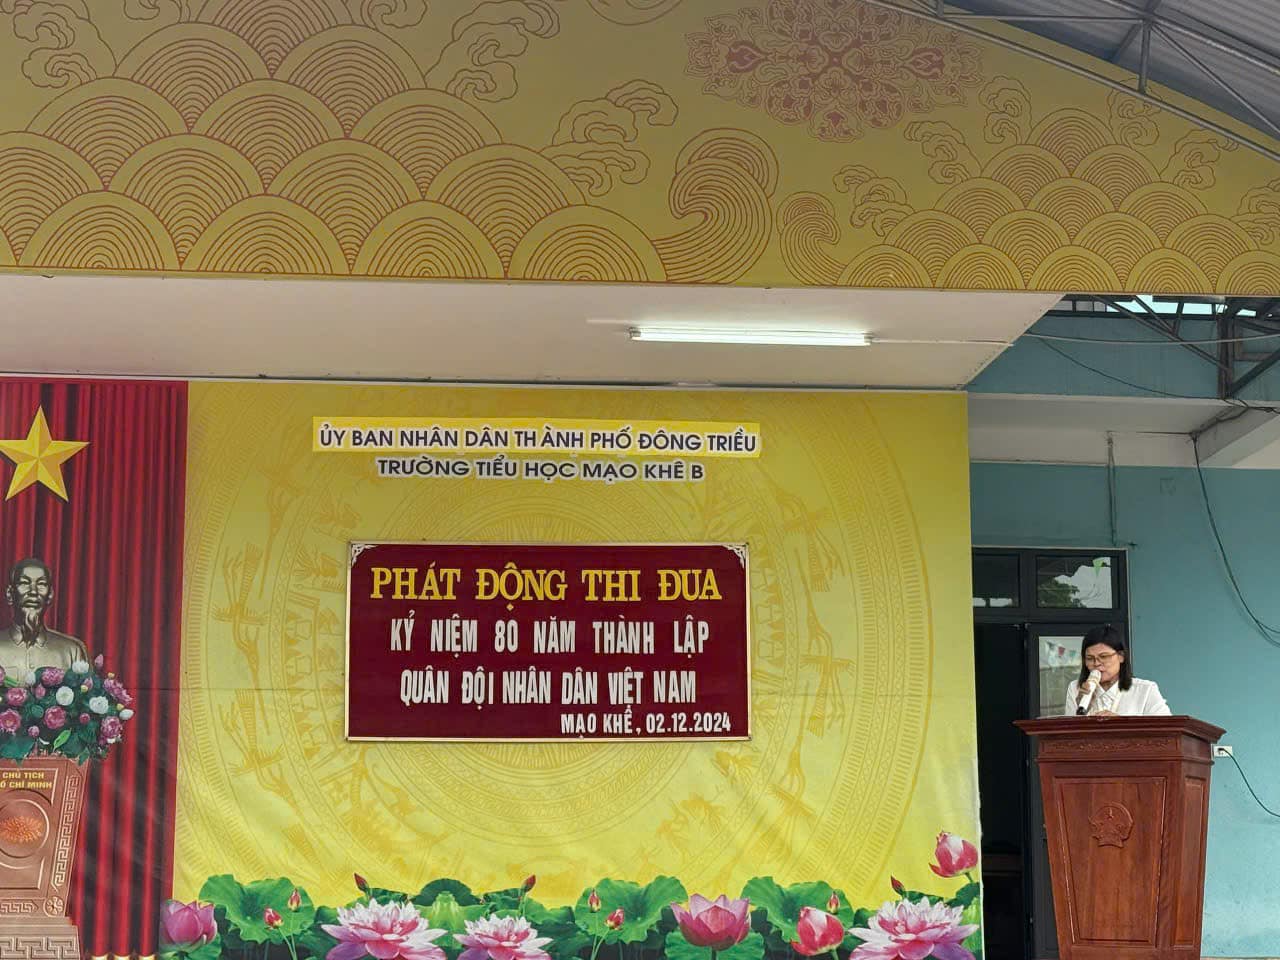 ỦY BAN NHÂN DÂN THÀNH PHỐ ĐÔNG TRIỀU
TRƯỜNG TIỂU HỌC MẠO KHÊ B
PHÁT ĐỘNG THI ĐUA
KỶ NIỆM 80 NĂM THÀNH LẬP
QUÂN ĐỘI NHÂN DÂN VIỆT NAM
MẠO KHÊ, 02.12.2024
CHỦ TỊCH
HỒ CHÍ MINH